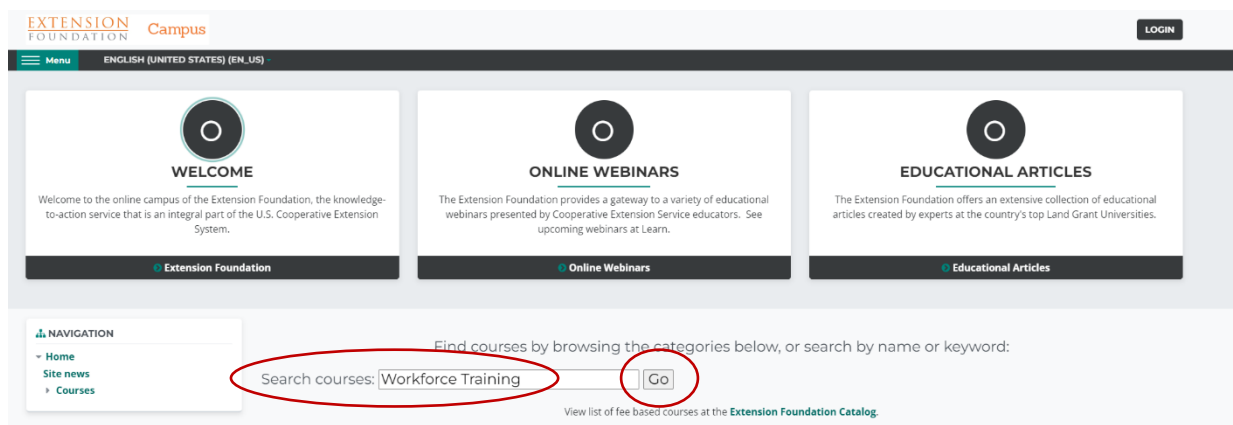 EXTENSION
FOUNDATION
Campus
LOGIN
Menu
ENGLISH (UNITED STATES) (EN_US)
O
WELCOME
Welcome to the online campus of the Extension Foundation, the knowledge-
to-action service that is an integral part of the U.S. Cooperative Extension
System.
Extension Foundation
O
ONLINE WEBINARS
The Extension Foundation provides a gateway to a variety of educational
webinars presented by Cooperative Extension Service educators. See
upcoming webinars at Learn.
Online Webinars
O
EDUCATIONAL ARTICLES
The Extension Foundation offers an extensive collection of educational
articles created by experts at the country's top Land Grant Universities.
Educational Articles
NAVIGATION
Home
Site news
Courses
Find courses by browsing the categories below, or search by name or keyword:
Search courses: Workforce Training Go
View list of fee based courses at the Extension Foundation Catalog.